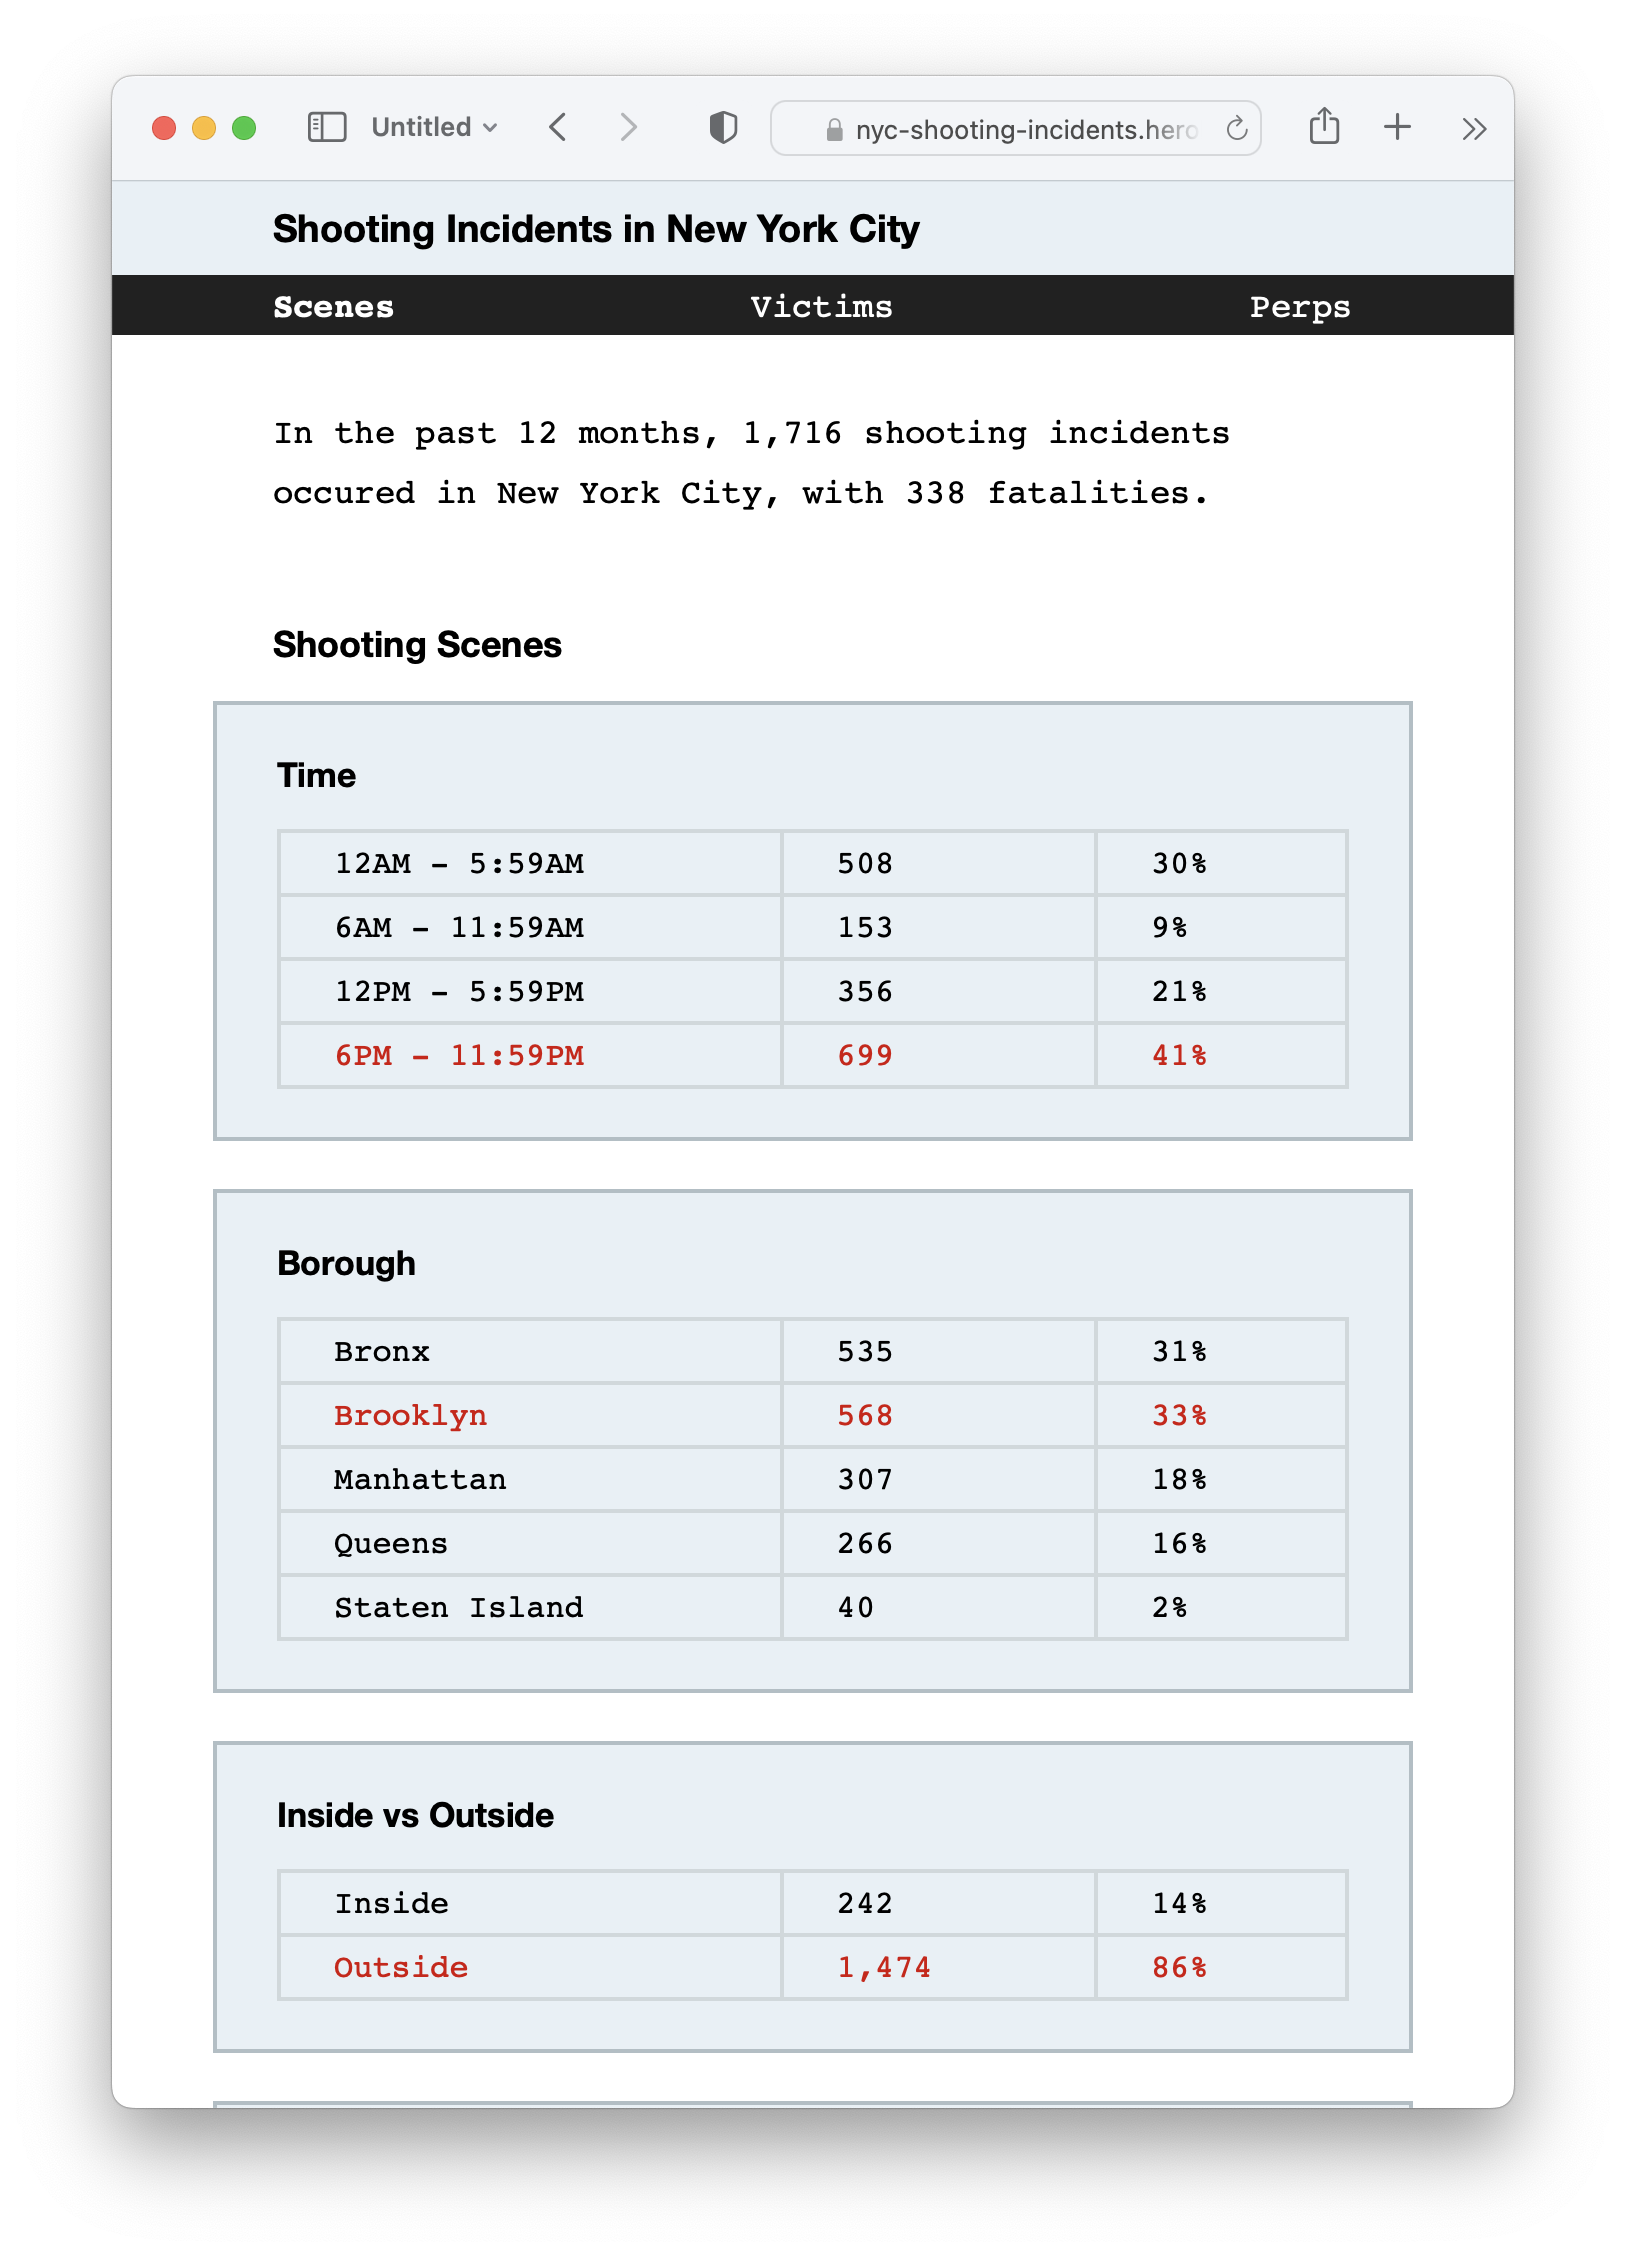 Untitled
nyc-shooting-incidents.hero
Shooting Incidents in New York City
Scenes Victims Perps
In the past 12 months, 1,716 shooting incidents
occured in New York City, with 338 fatalities.
Shooting Scenes
Time
12AM – 5:59AM 508 30%
6AM – 11:59AM 153 9%
12PM – 5:59PM 356 21%
6PM – 11:59PM 699 41%
Borough
Bronx 535 31%
Brooklyn 568 33%
Manhattan 307 18%
Queens 266 16%
Staten Island 40 2%
Inside vs Outside
Inside 242 14%
Outside 1,474 86%